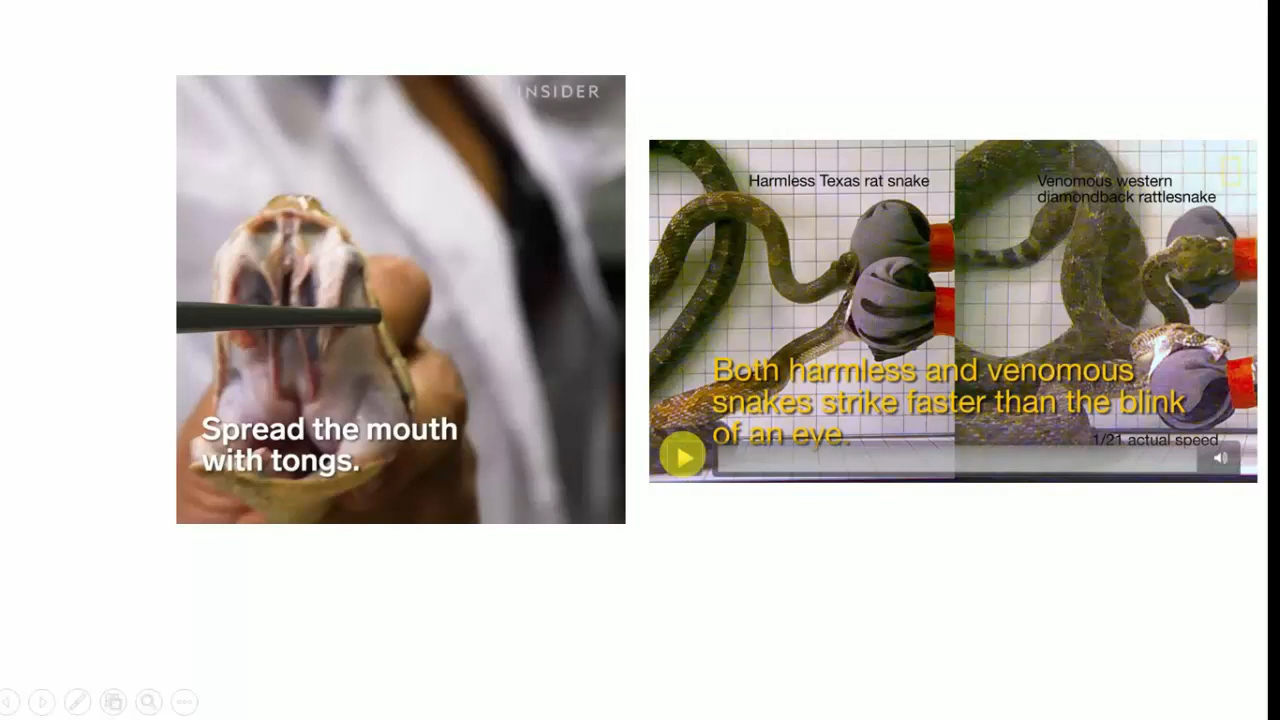 INSIDER
Spread the mouth
with tongs.
Harmless Texas rat snake
Venomous western
diamondback rattlesnake
Both harmless and venomous
snakes strike faster than the blink
of an eye.
1/21 actual speed